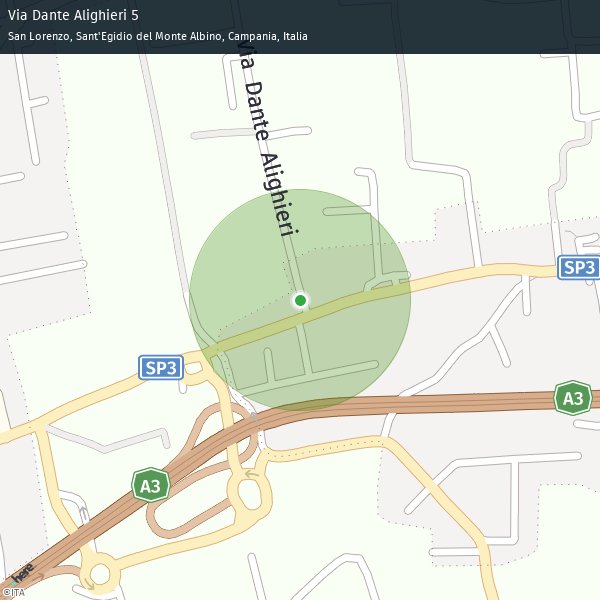 Via Dante Alighieri 5
San Lorenzo, Sant'Egidio del Monte Albino, Campania, Italia
Via Dante Alighieri
SP3
SP3
A3
A3
here
©ITA